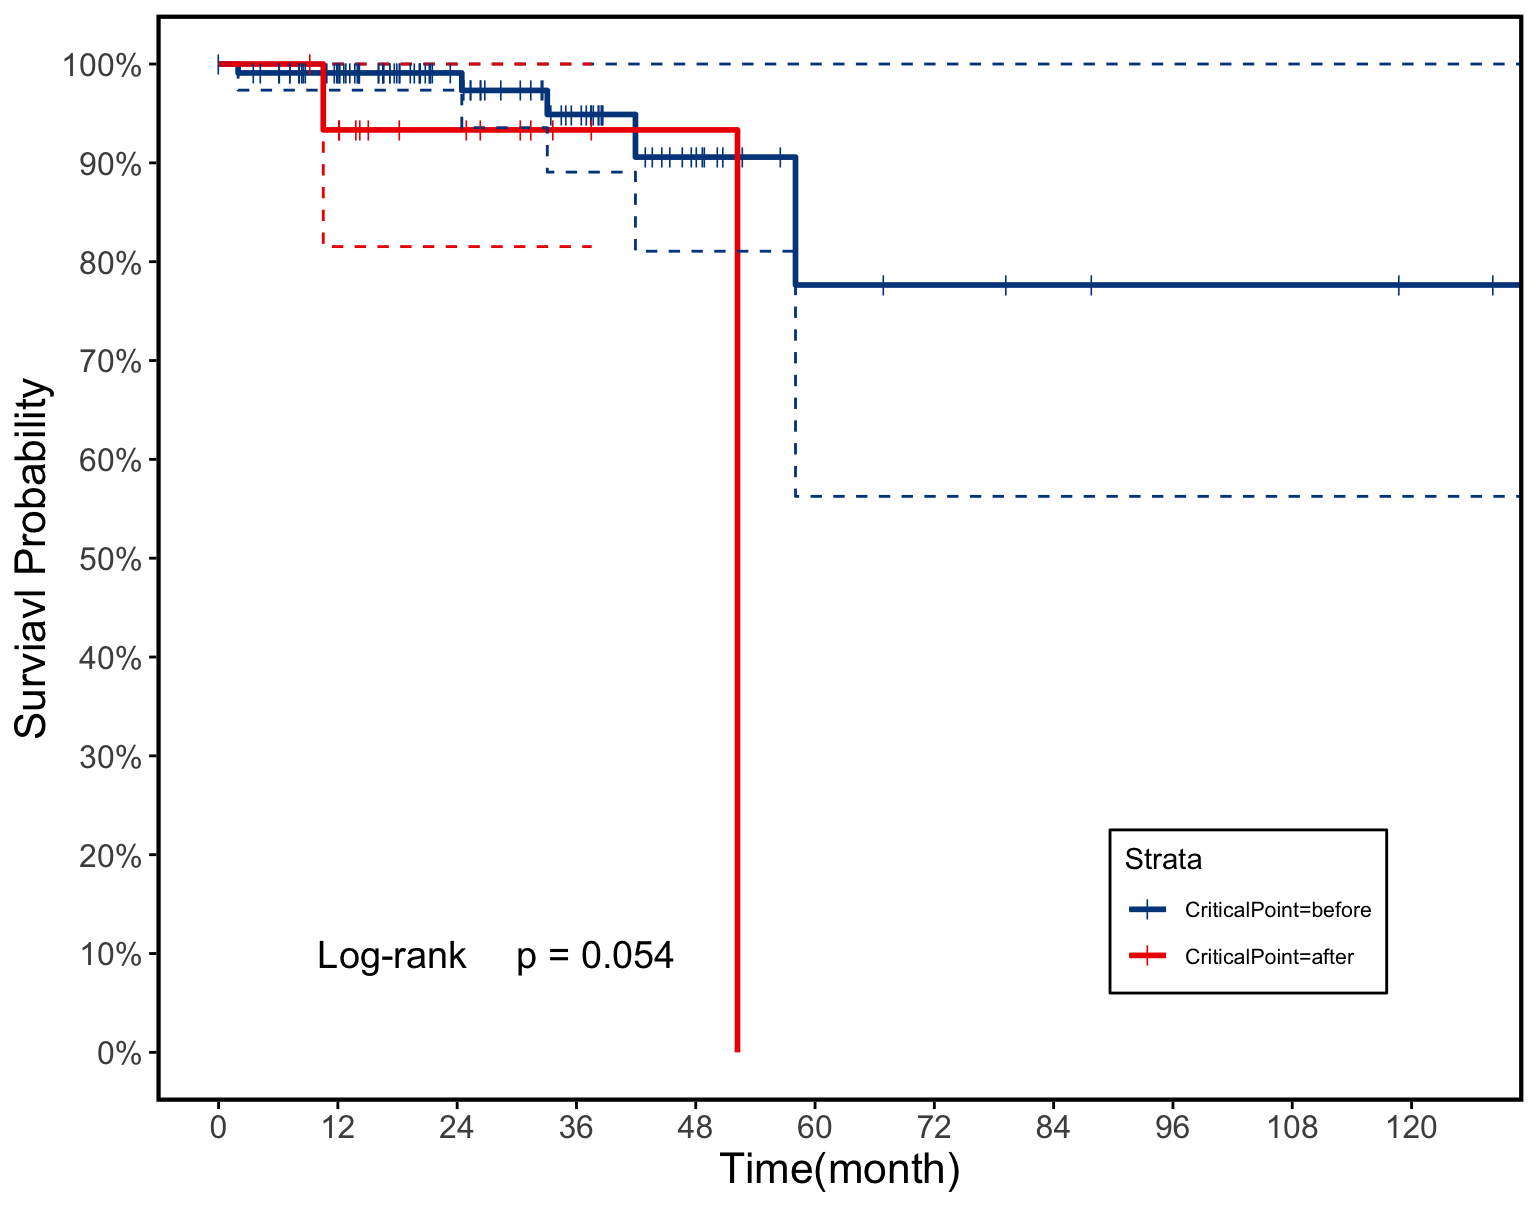 Surviavl Probability
100%
90%
80%
70%
60%
50%
40%
30%
20%
10%
0%
Log-rank p = 0.054
Strata
CriticalPoint=before
CriticalPoint=after
0 12 24 36 48 60 72 84 96 108 120
Time(month)